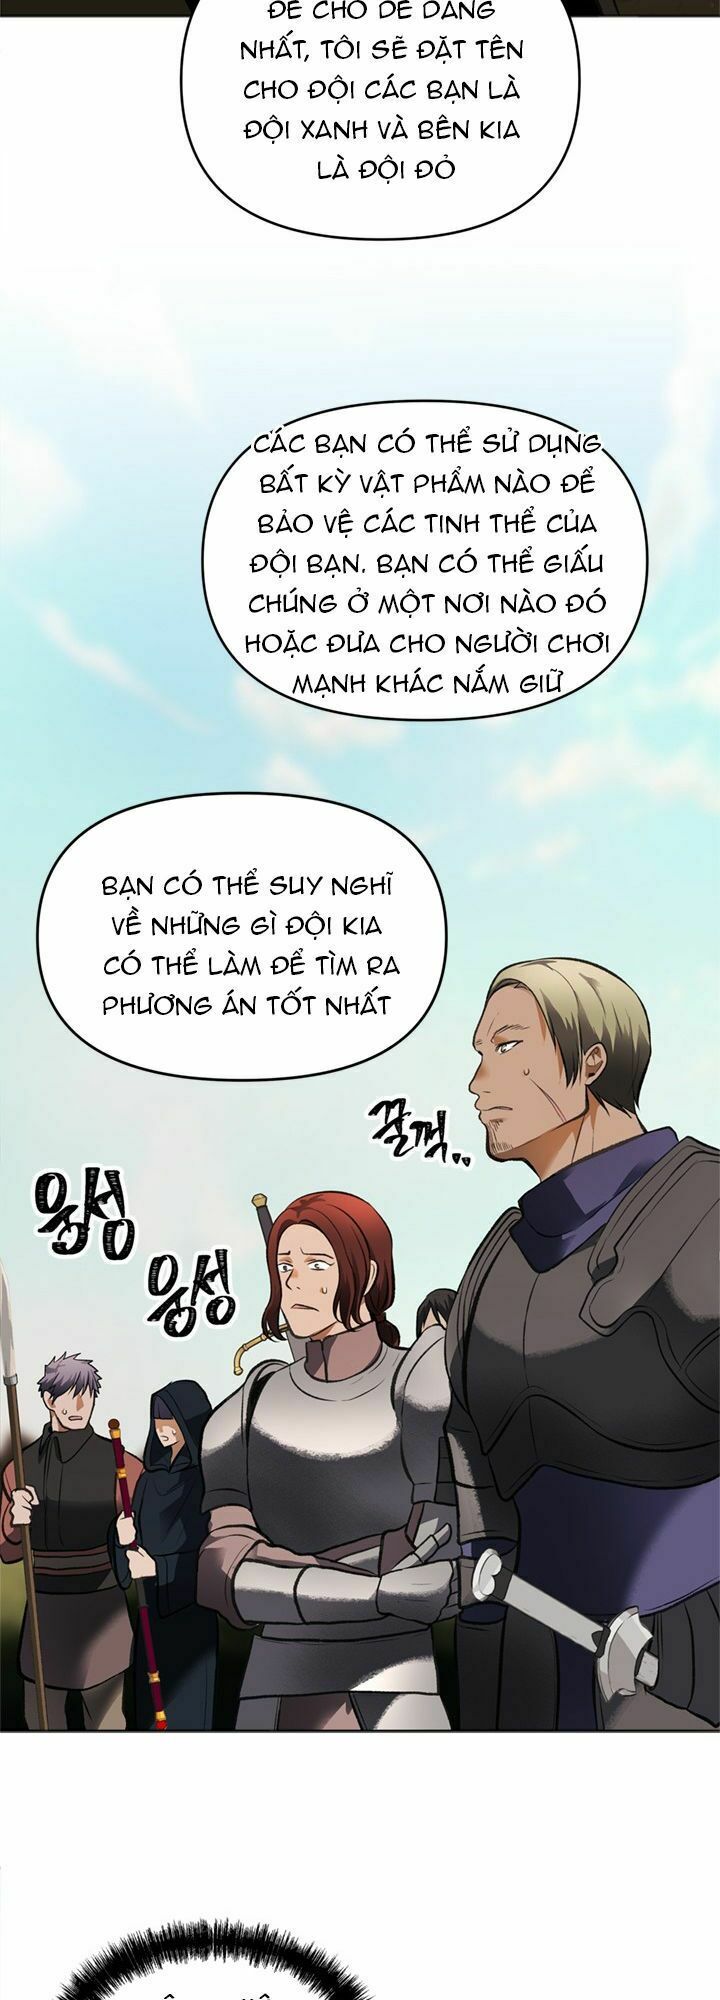 ĐỂ CHO DỄ DÀNG
NHẤT, TÔI SẼ ĐẶT TÊN
CHO ĐỘI CÁC BẠN LÀ
ĐỘI XANH VÀ BÊN KIA
LÀ ĐỘI ĐỎ
CÁC BẠN CÓ THỂ SỬ DỤNG
BẤT KỲ VẬT PHẨM NÀO ĐỂ
BẢO VỆ CÁC TINH THỂ CỦA
ĐỘI BẠN. BẠN CÓ THỂ GIẤU
CHÚNG Ở MỘT NƠI NÀO ĐÓ
HOẶC ĐƯA CHO NGƯỜI CHƠI
MẠNH KHÁC NẮM GIỮ
BẠN CÓ THỂ SUY NGHĨ
VỀ NHỮNG GÌ ĐỘI KIA
CÓ THỂ LÀM ĐỂ TÌM RA
PHƯƠNG ÁN TỐT NHẤT
꿀꺽..
웅성
웅성